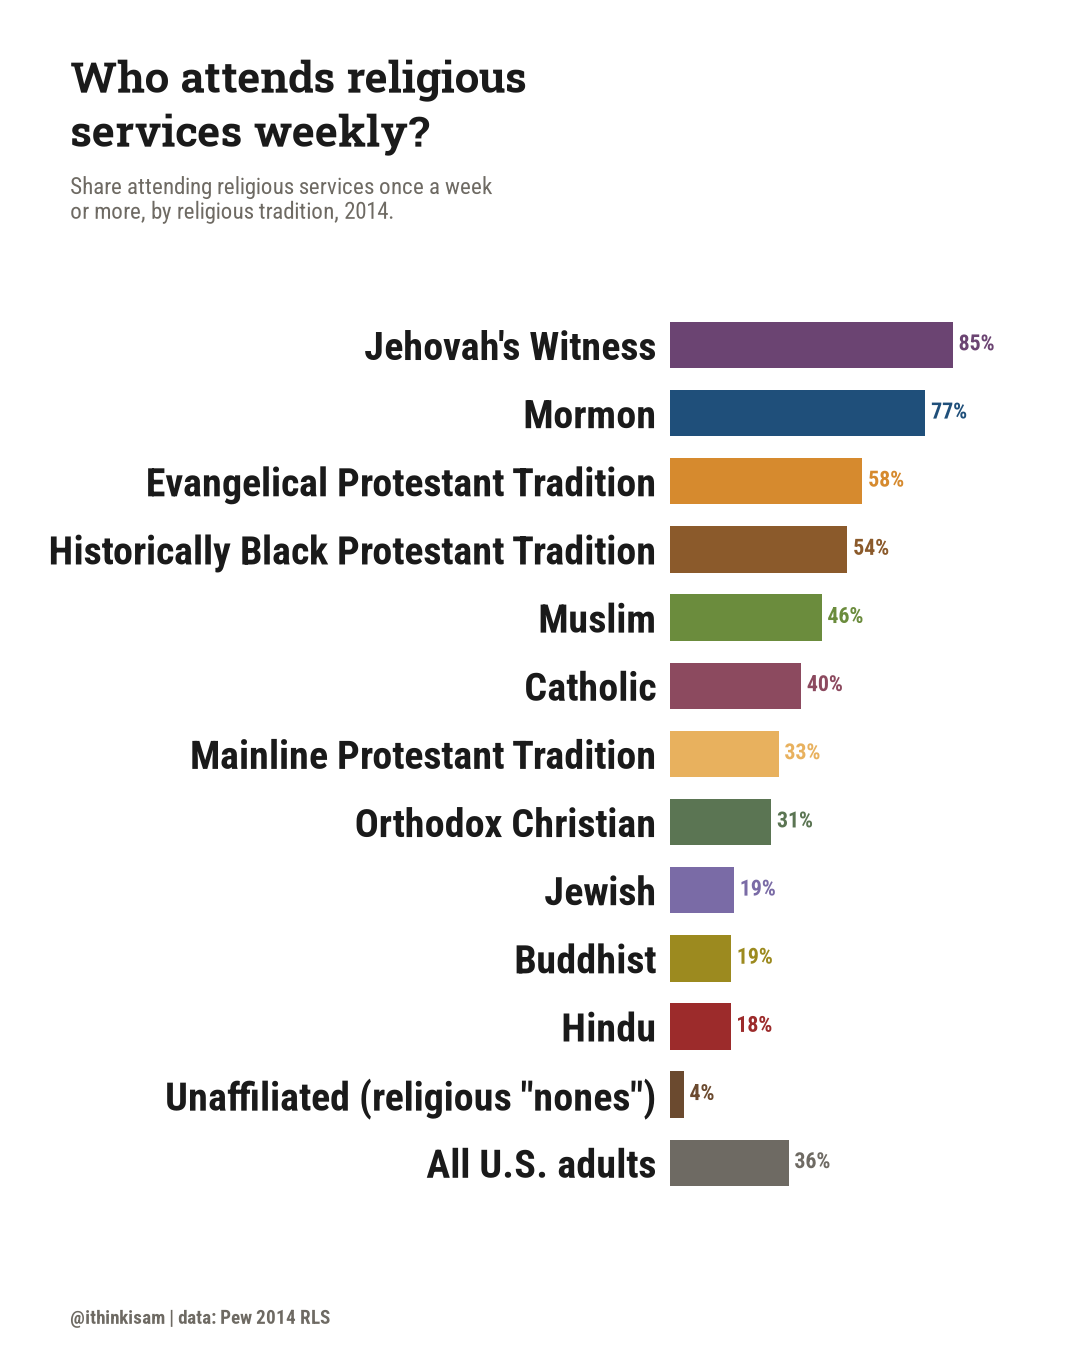 Who attends religious
services weekly?
Share attending religious services once a week
or more, by religious tradition, 2014.
Jehovah's Witness 85%
Mormon 77%
Evangelical Protestant Tradition 58%
Historically Black Protestant Tradition 54%
Muslim 46%
Catholic 40%
Mainline Protestant Tradition 33%
Orthodox Christian 31%
Jewish 19%
Buddhist 19%
Hindu 18%
Unaffiliated (religious "nones") 4%
All U.S. adults 36%
@ithinkisam | data: Pew 2014 RLS